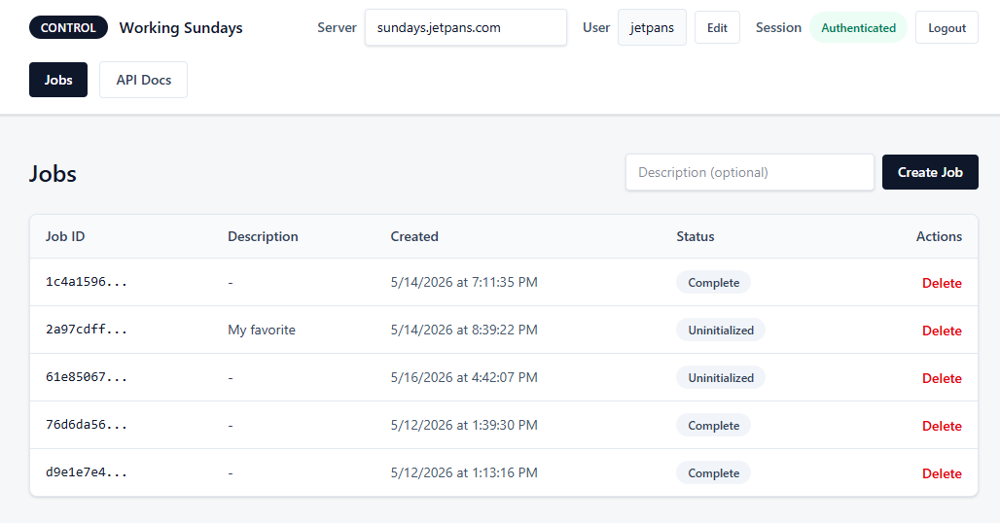 CONTROL Working Sundays Server sundays.jetpans.com User jetpans Edit Session Authenticated Logout
Jobs API Docs
Jobs Description (optional) Create Job
Job ID Description Created Status Actions
1c4a1596... - 5/14/2026 at 7:11:35 PM Complete Delete
2a97cdff... My favorite 5/14/2026 at 8:39:22 PM Uninitialized Delete
61e85067... - 5/16/2026 at 4:42:07 PM Uninitialized Delete
76d6da56... - 5/12/2026 at 1:39:30 PM Complete Delete
d9e1e7e4... - 5/12/2026 at 1:13:16 PM Complete Delete